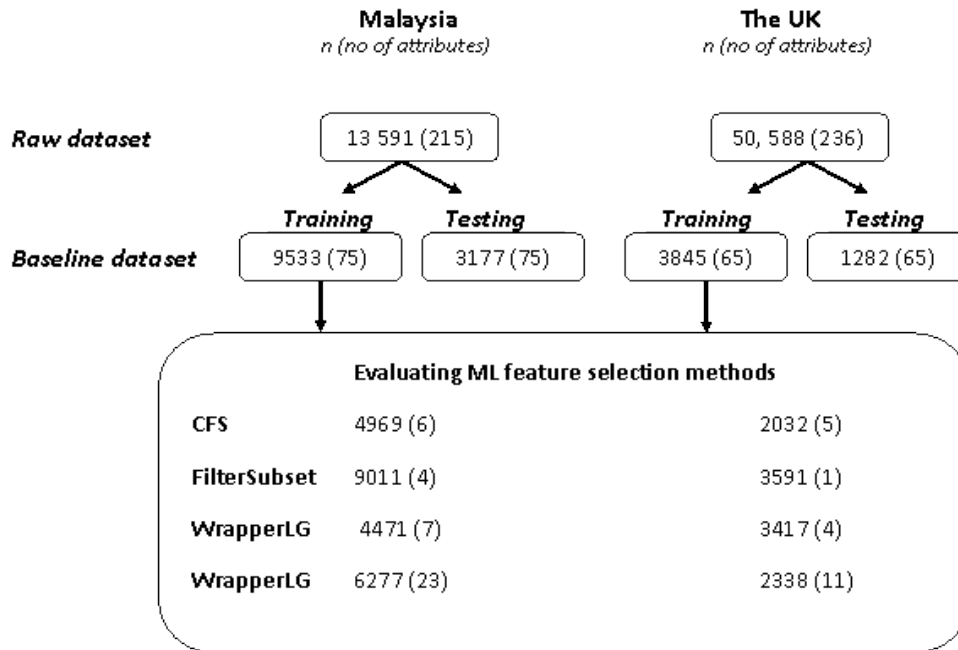 Malaysia
The UK
n (no of attributes)
n (no of attributes)
Raw dataset
13 591 (215)
50, 588 (236)
Training
Testing
Training
Testing
Baseline dataset
9533 (75)
3177 (75)
3845 (65)
1282 (65)
Evaluating ML feature selection methods
CFS
4969 (6)
2032 (5)
FilterSubset
9011 (4)
3591 (1)
WrapperLG
4471 (7)
3417 (4)
WrapperLG
6277 (23)
2338 (11)